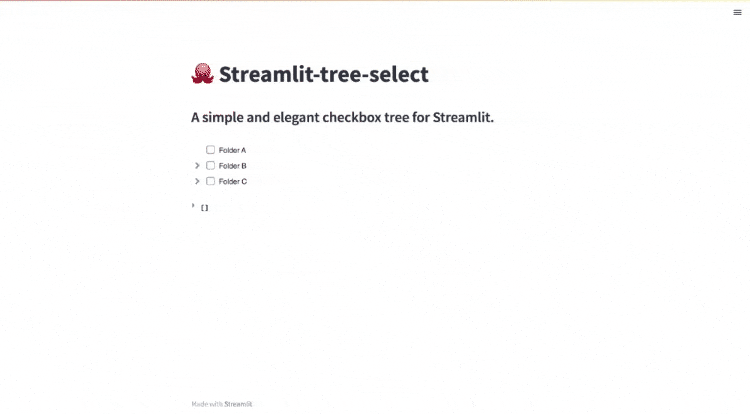 Streamlit-tree-select
A simple and elegant checkbox tree for Streamlit.
Folder A
Folder B
Folder C
[]
Made with Streamlit